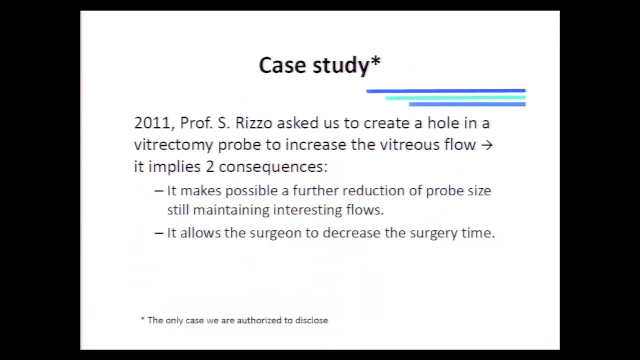 Case study*
2011, Prof. S. Rizzo asked us to create a hole in a
vitrectomy probe to increase the vitreous flow →
it implies 2 consequences:
– It makes possible a further reduction of probe size
still maintaining interesting flows.
– It allows the surgeon to decrease the surgery time.
* The only case we are authorized to disclose